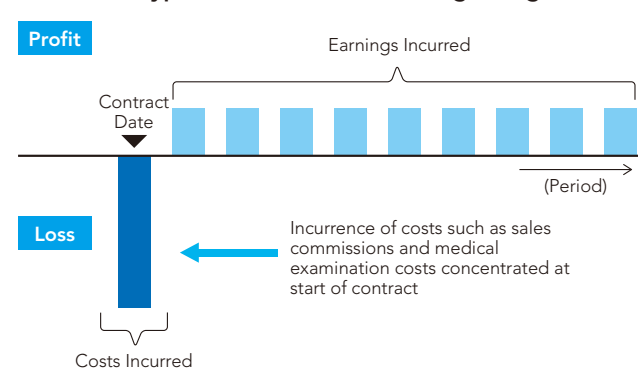 Profit
Earnings Incurred
Contract
Date
(Period)
Loss
Incurrence of costs such as sales
commissions and medical
examination costs concentrated at
start of contract
Costs Incurred